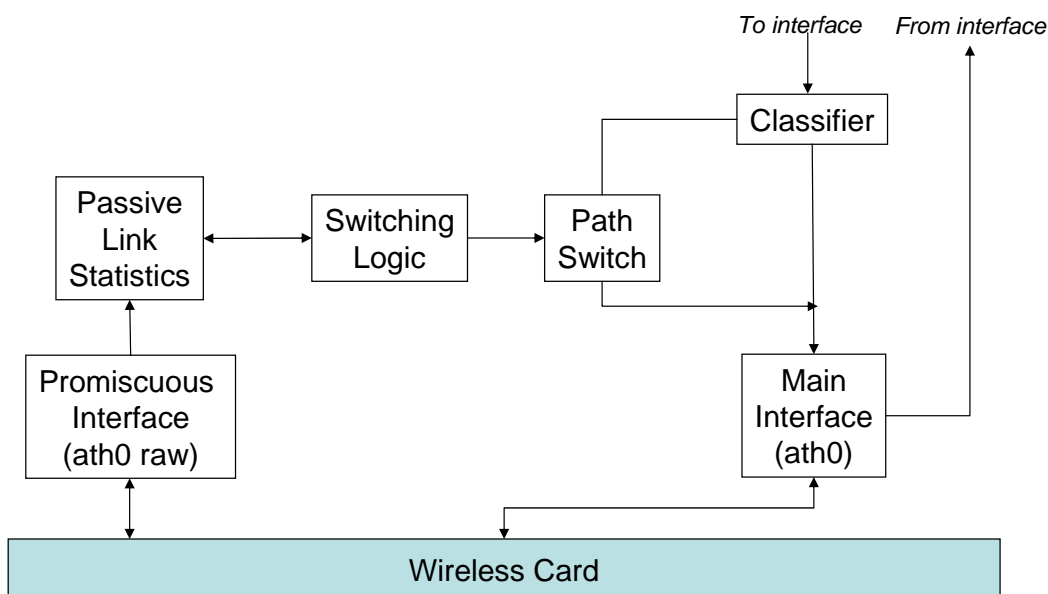 To interface
From interface
Classifier
Passive
Link
Statistics
Switching
Logic
Path
Switch
Promiscuous
Interface
(ath0 raw)
Main
Interface
(ath0)
Wireless Card